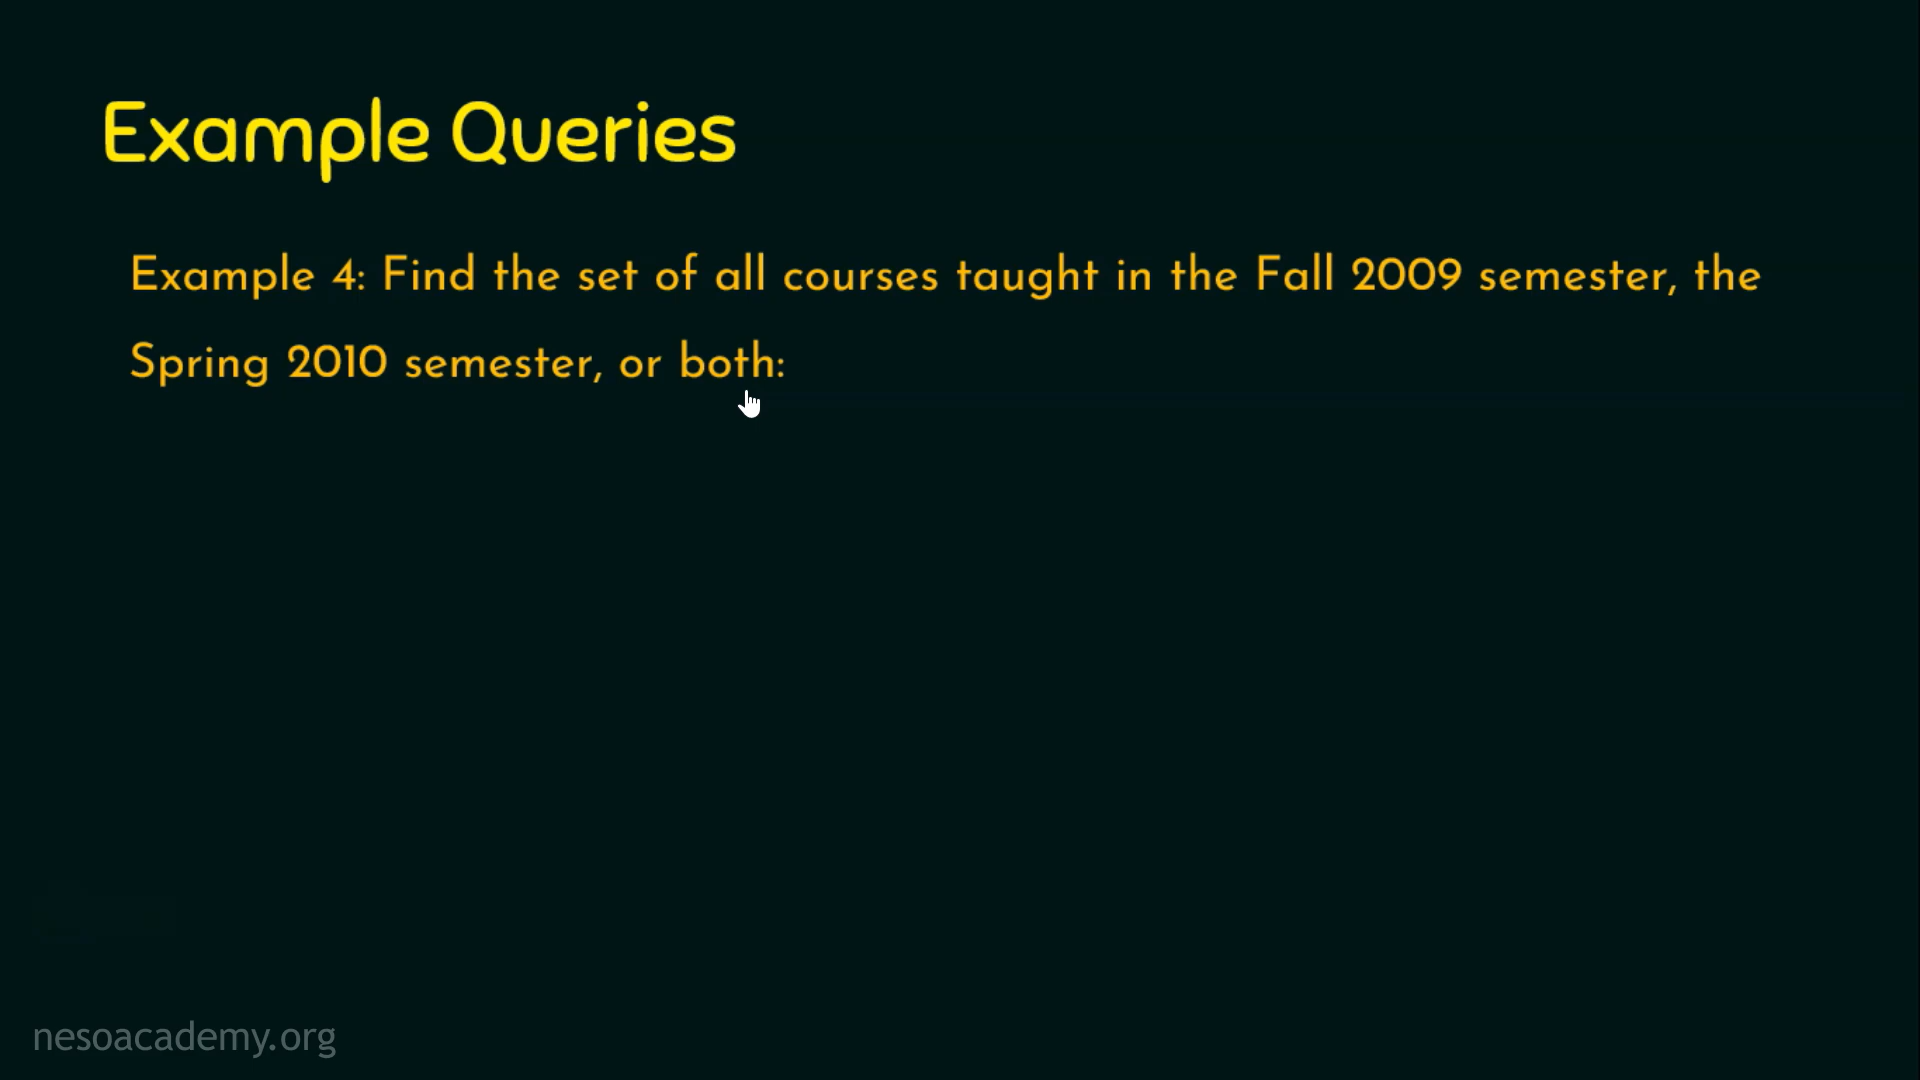 Example Queries
Example 4: Find the set of all courses taught in the Fall 2009 semester, the
Spring 2010 semester, or both:
nesoacademy.org